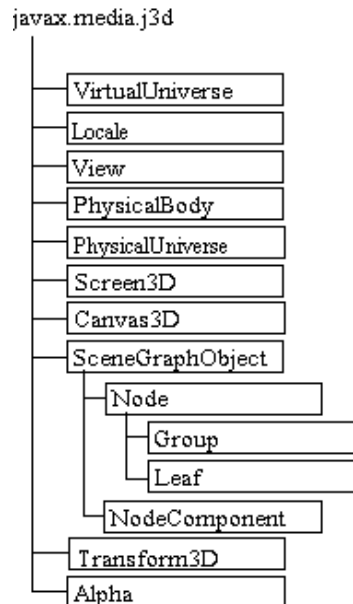 javax.media.j3d
VirtualUniverse
Locale
View
PhysicalBody
PhysicalUniverse
Screen3D
Canvas3D
SceneGraphObject
Node
Group
Leaf
NodeComponent
Transform3D
Alpha